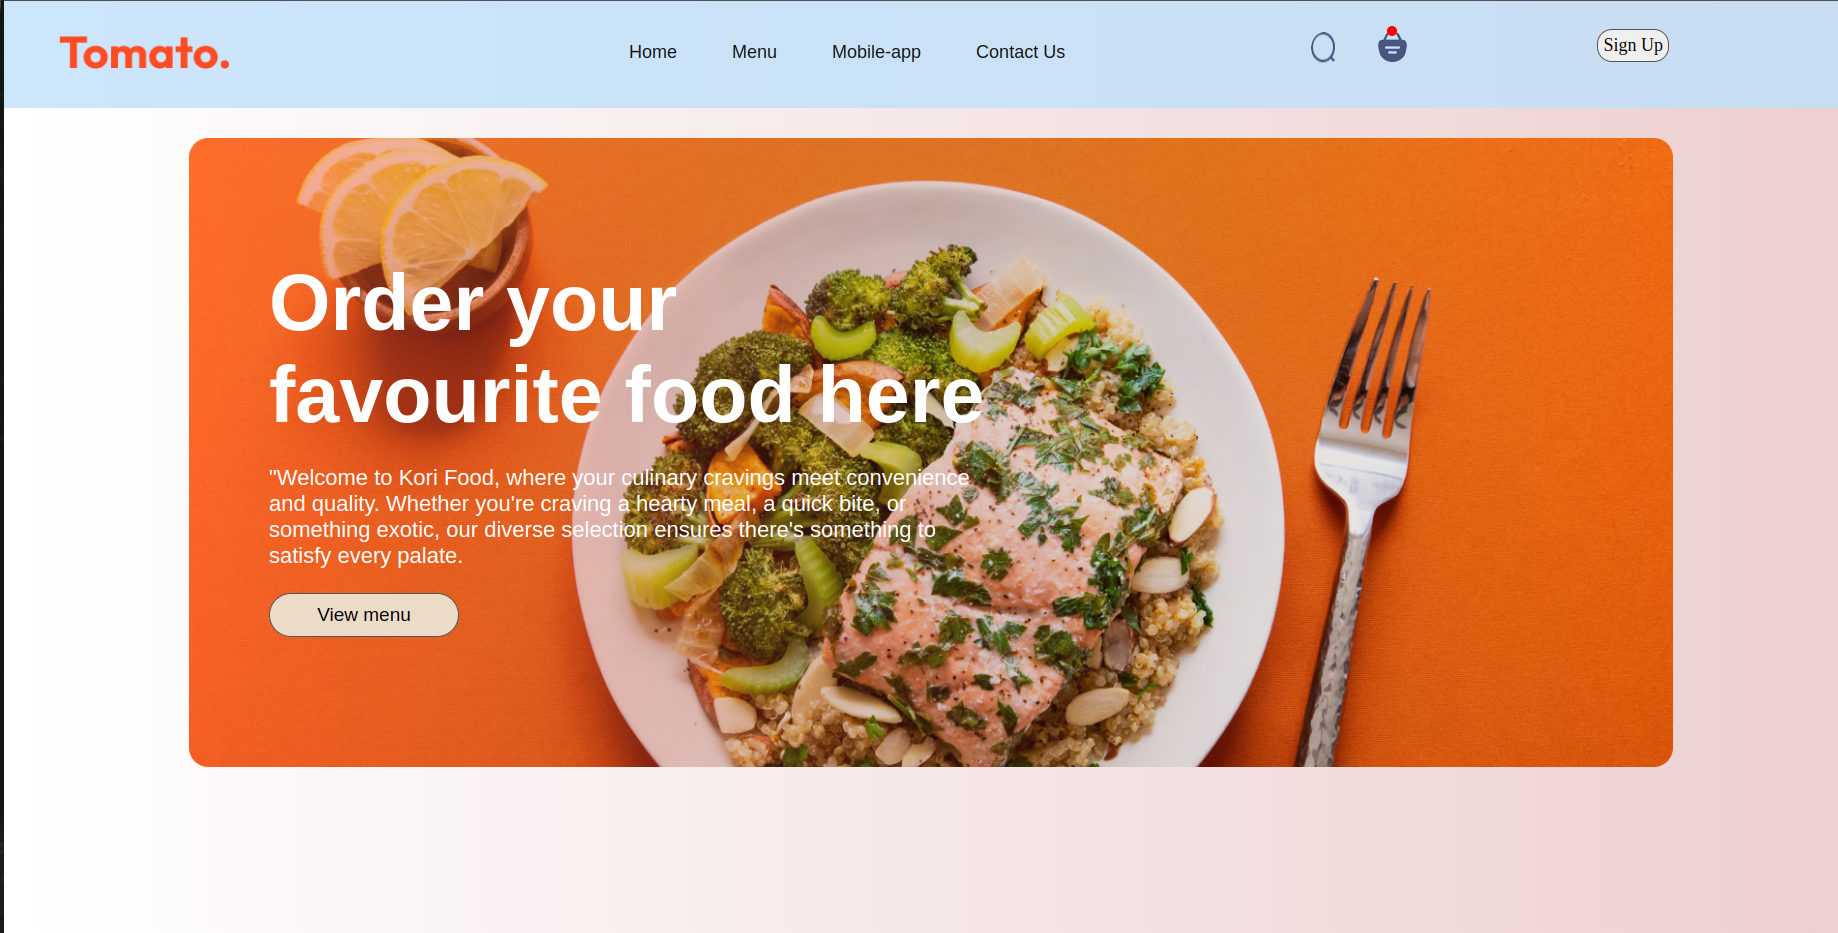 Tomato.
Home Menu Mobile-app Contact Us
Sign Up
Order your
favourite food here
"Welcome to Kori Food, where your culinary cravings meet convenience
and quality. Whether you're craving a hearty meal, a quick bite, or
something exotic, our diverse selection ensures there's something to
satisfy every palate.
View menu